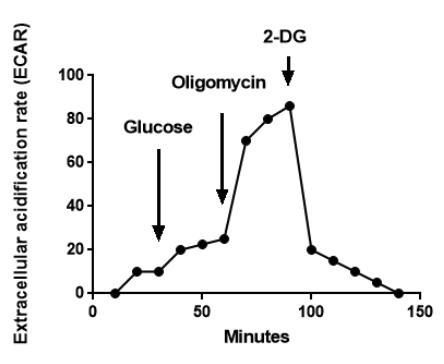 2-DG
Oligomycin
Glucose
Extracellular acidification rate (ECAR)
100
80
60
40
20
0
0 50 100 150
Minutes